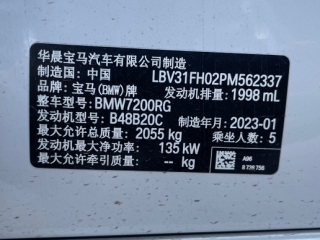 华晨宝马汽车有限公司制造
制造国:中国 LBV31FH02PM562337
品牌:宝马(BMW)牌 发动机排量:1998 mL
整车型号:BMW7200RG
发动机型号:B48B20C 制造年月:2023-01
最大允许总质量:2055 kg 乘坐人数:5
发动机最大净功率:135 kW
最大允许牵引质量:-- kg
A90
8 739 756